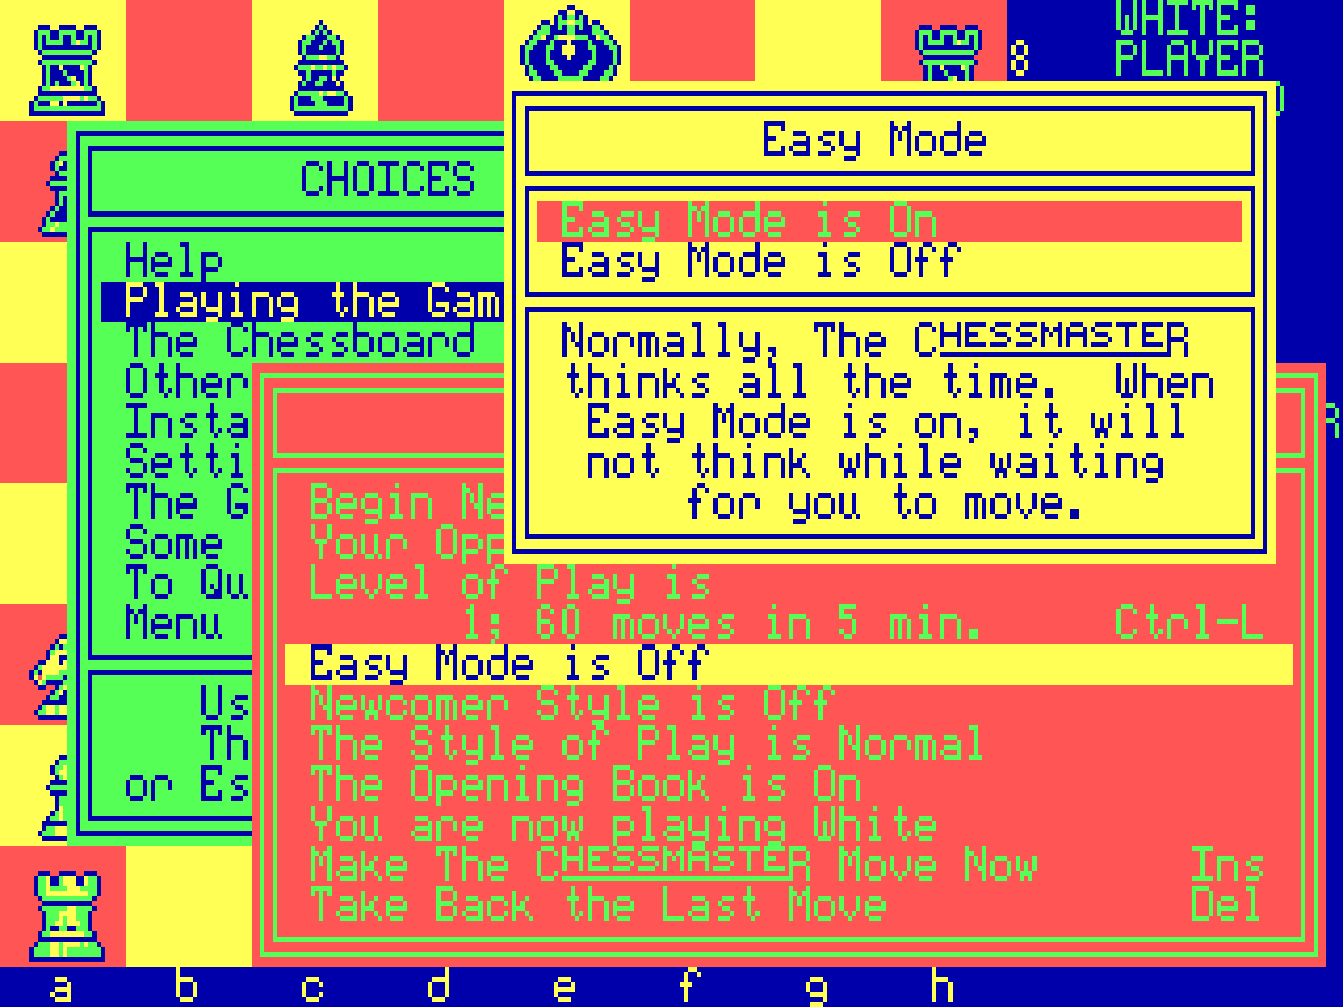 WHITE:
8 PLAYER
Easy Mode
Easy Mode is On
Easy Mode is Off
Normally, The CHESSMASTER
thinks all the time. When
Easy Mode is on, it will
not think while waiting
for you to move.
CHOICES
Help
Playing the Gam
The Chessboard
Other
Insta
Setti
The G
Some
To Qu
Menu
Us
Th
or Es
Begin Ne
Your Opp
Level of Play is
1; 60 moves in 5 min. Ctrl-L
Easy Mode is Off
Newcomer Style is Off
The Style of Play is Normal
The Opening Book is On
You are now playing White
Make The CHESSMASTER Move Now Ins
Take Back the Last Move Del
a b c d e f g h